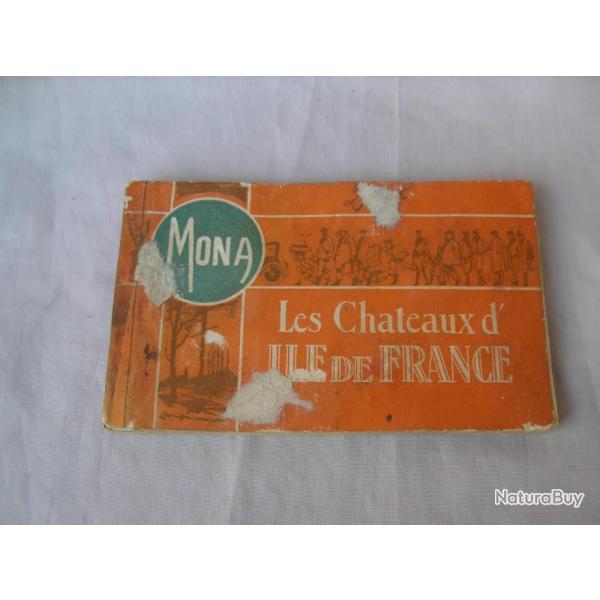 MONA
Les Chateaux d'
ILE DE FRANCE
NaturaBuy